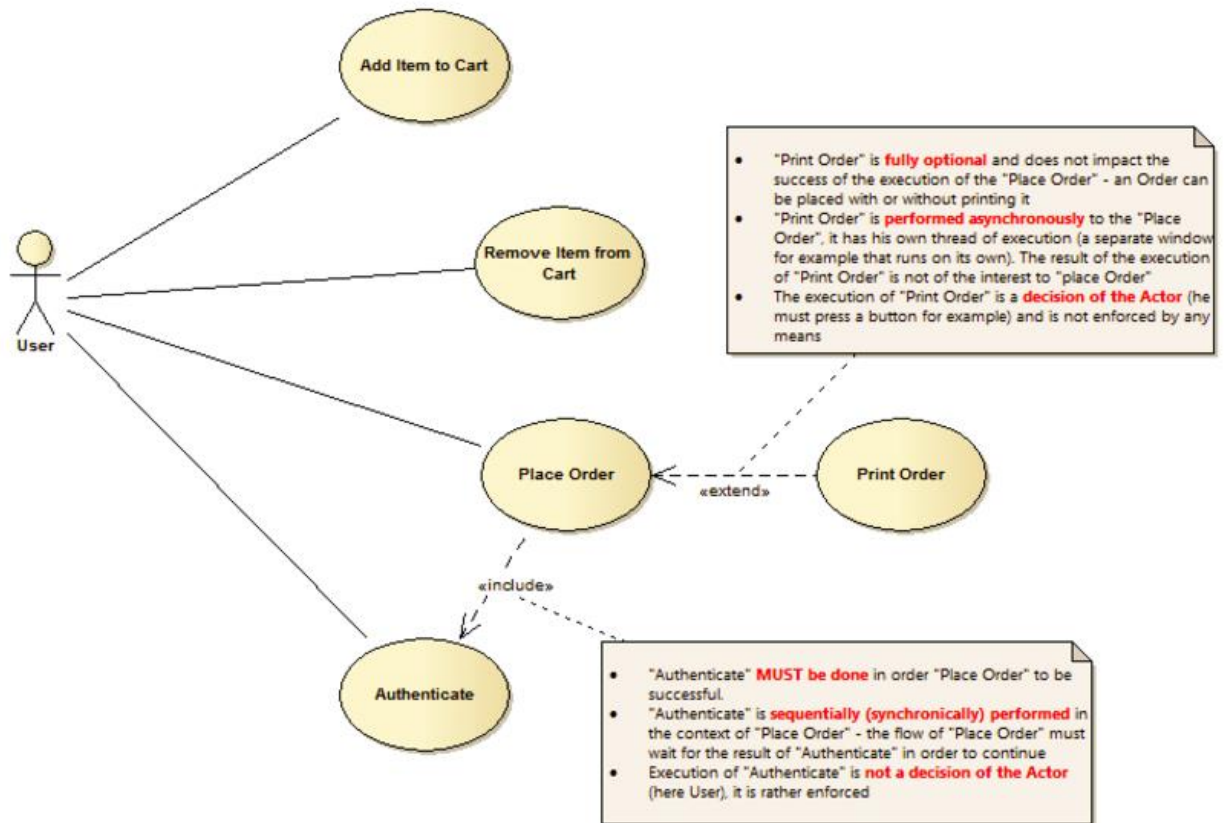 Add Item to Cart
• "Print Order" is fully optional and does not impact the
success of the execution of the "Place Order" - an Order can
be placed with or without printing it
• "Print Order" is performed asynchronously to the "Place
Order", it has his own thread of execution (a separate window
for example that runs on its own). The result of the execution
of "Print Order" is not of the interest to "place Order"
• The execution of "Print Order" is a decision of the Actor (he
must press a button for example) and is not enforced by any
means
Remove Item from
Cart
User
Place Order
«extend»
Print Order
«include»
Authenticate
• "Authenticate" MUST be done in order "Place Order" to be
successful.
• "Authenticate" is sequentially (synchronically) performed in
the context of "Place Order" - the flow of "Place Order" must
wait for the result of "Authenticate" in order to continue
• Execution of "Authenticate" is not a decision of the Actor
(here User), it is rather enforced